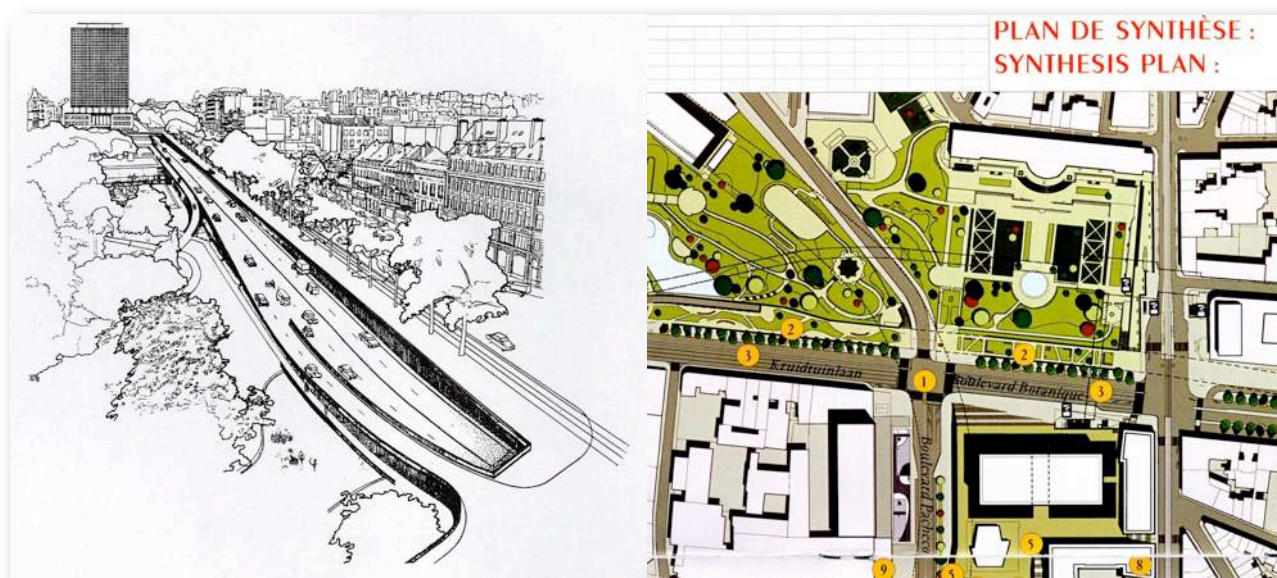 PLAN DE SYNTHÈSE :
SYNTHESIS PLAN :
2
3
Kruidtuinlaan
1
2
Boulevard Botanique
3
Boulevard Pacheco
5
9
5
8